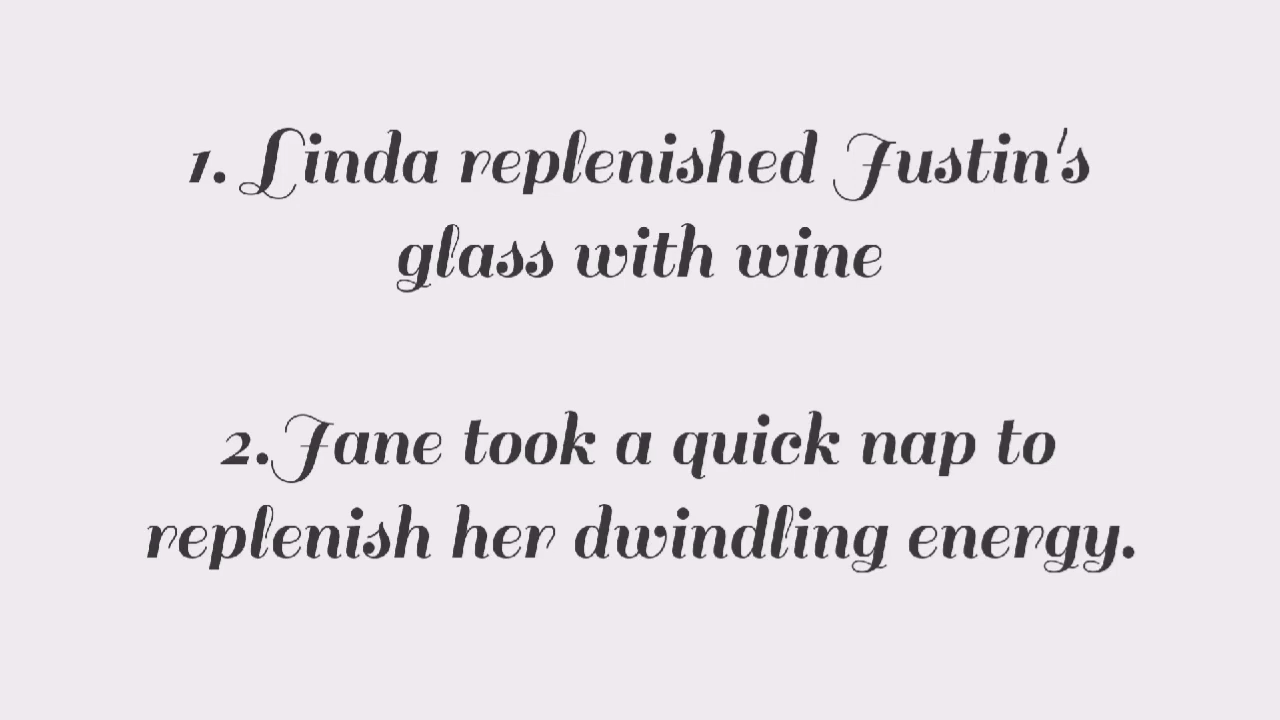 1. Linda replenished Justin's
glass with wine
2. Jane took a quick nap to
replenish her dwindling energy.